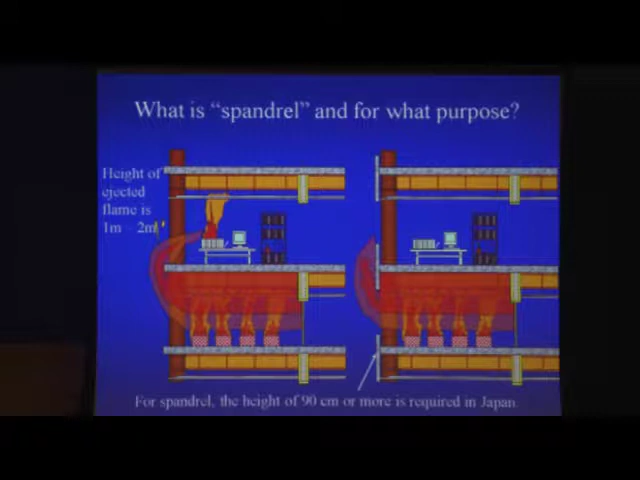 What is “spandrel” and for what purpose?
Height of
ejected
flame is
1m – 2m
For spandrel, the height of 90 cm or more is required in Japan.